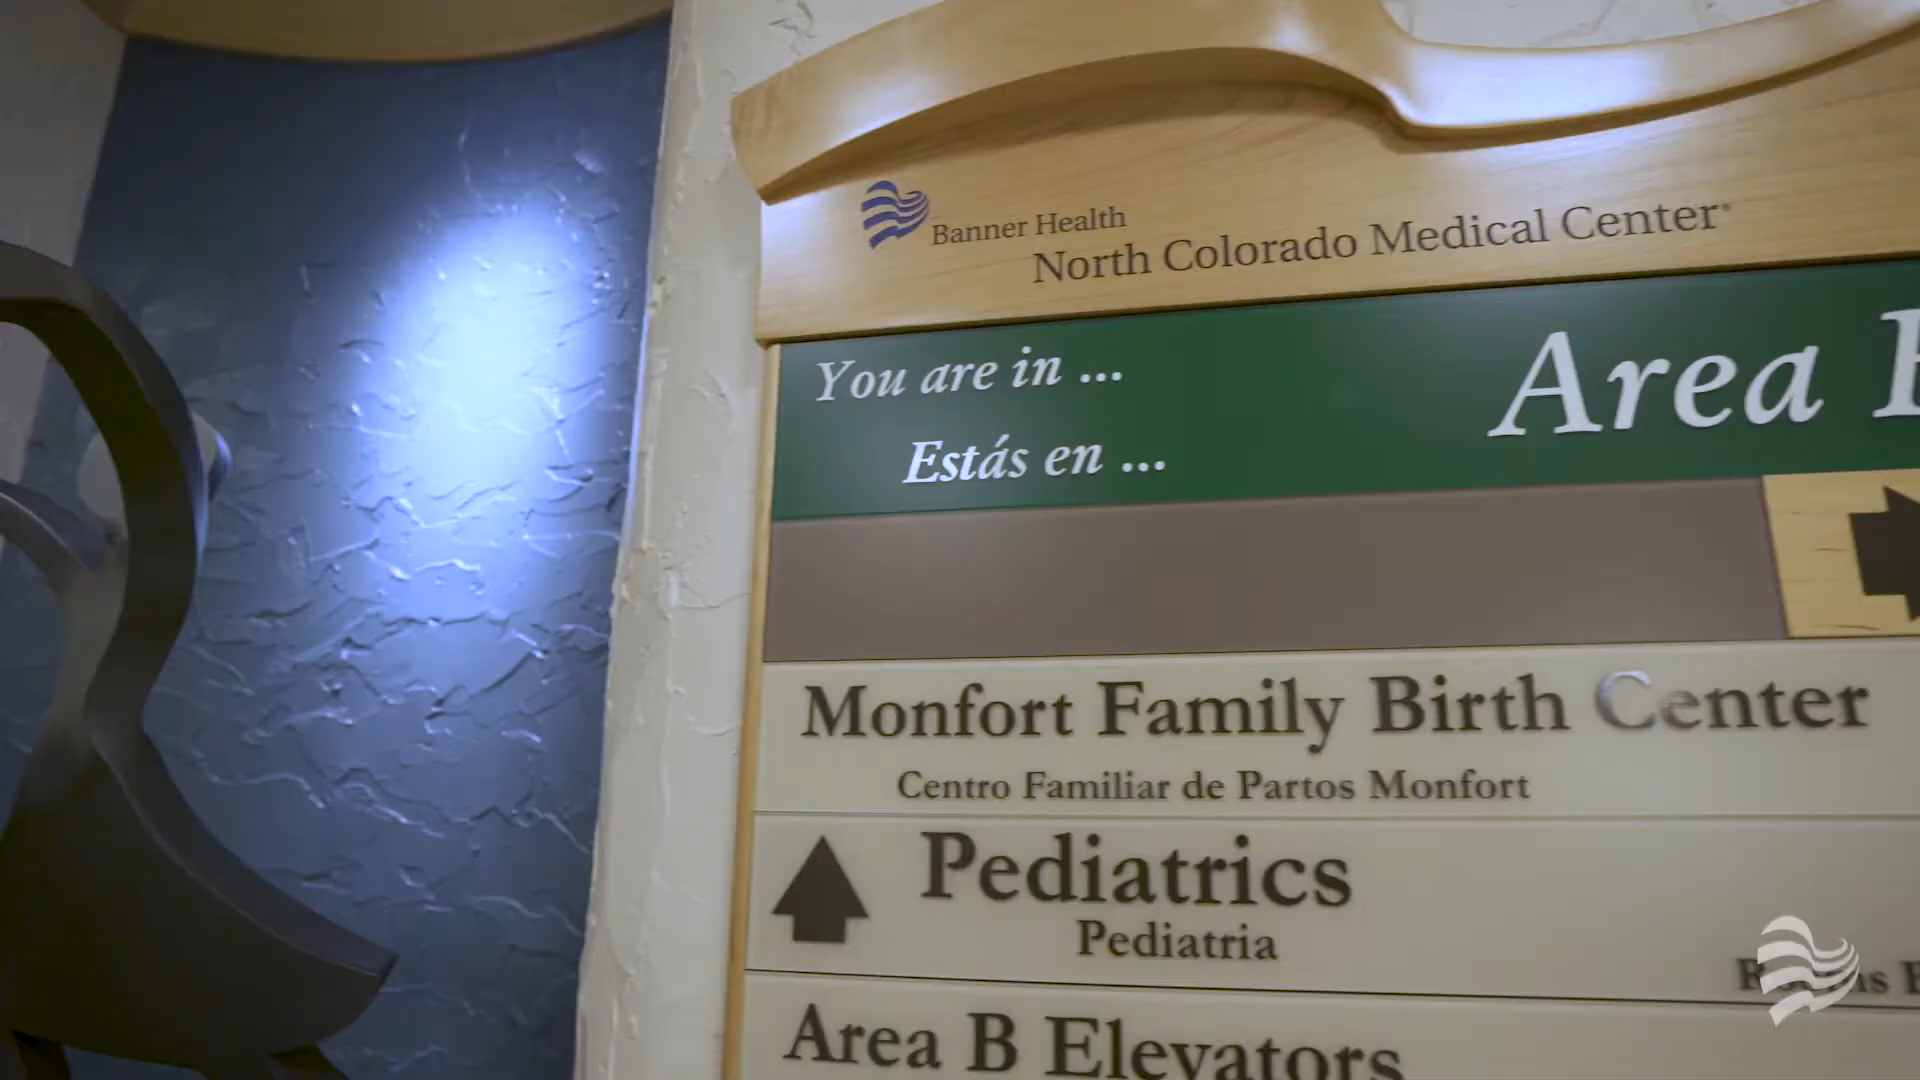 Banner Health
North Colorado Medical Center
You are in ...
Area
Estás en ...
Monfort Family Birth Center
Centro Familiar de Partos Monfort
Pediatrics
Pediatria
Area B Elevators